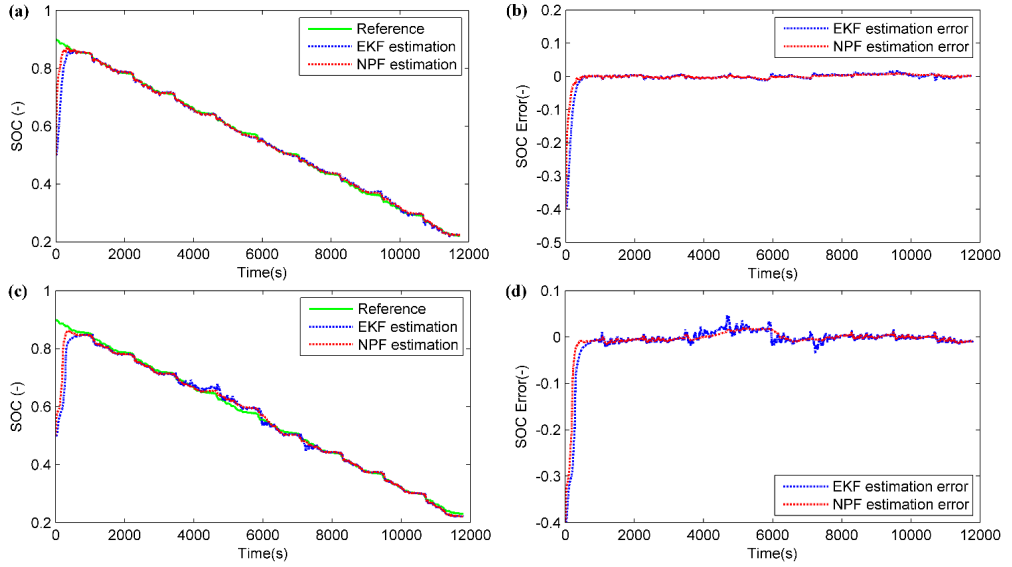 (a)
1
0.8
0.6
0.4
0.2
SOC (-)
0 2000 4000 6000 8000 10000 12000
Time(s)
Reference
EKF estimation
NPF estimation
(b)
0.2
0.1
0
-0.1
-0.2
-0.3
-0.4
-0.5
SOC Error(-)
0 2000 4000 6000 8000 10000 12000
Time(s)
EKF estimation error
NPF estimation error
(c)
1
0.8
0.6
0.4
0.2
SOC (-)
0 2000 4000 6000 8000 10000 12000
Time(s)
Reference
EKF estimation
NPF estimation
(d)
0.1
0
-0.1
-0.2
-0.3
-0.4
SOC Error(-)
0 2000 4000 6000 8000 10000 12000
Time(s)
EKF estimation error
NPF estimation error